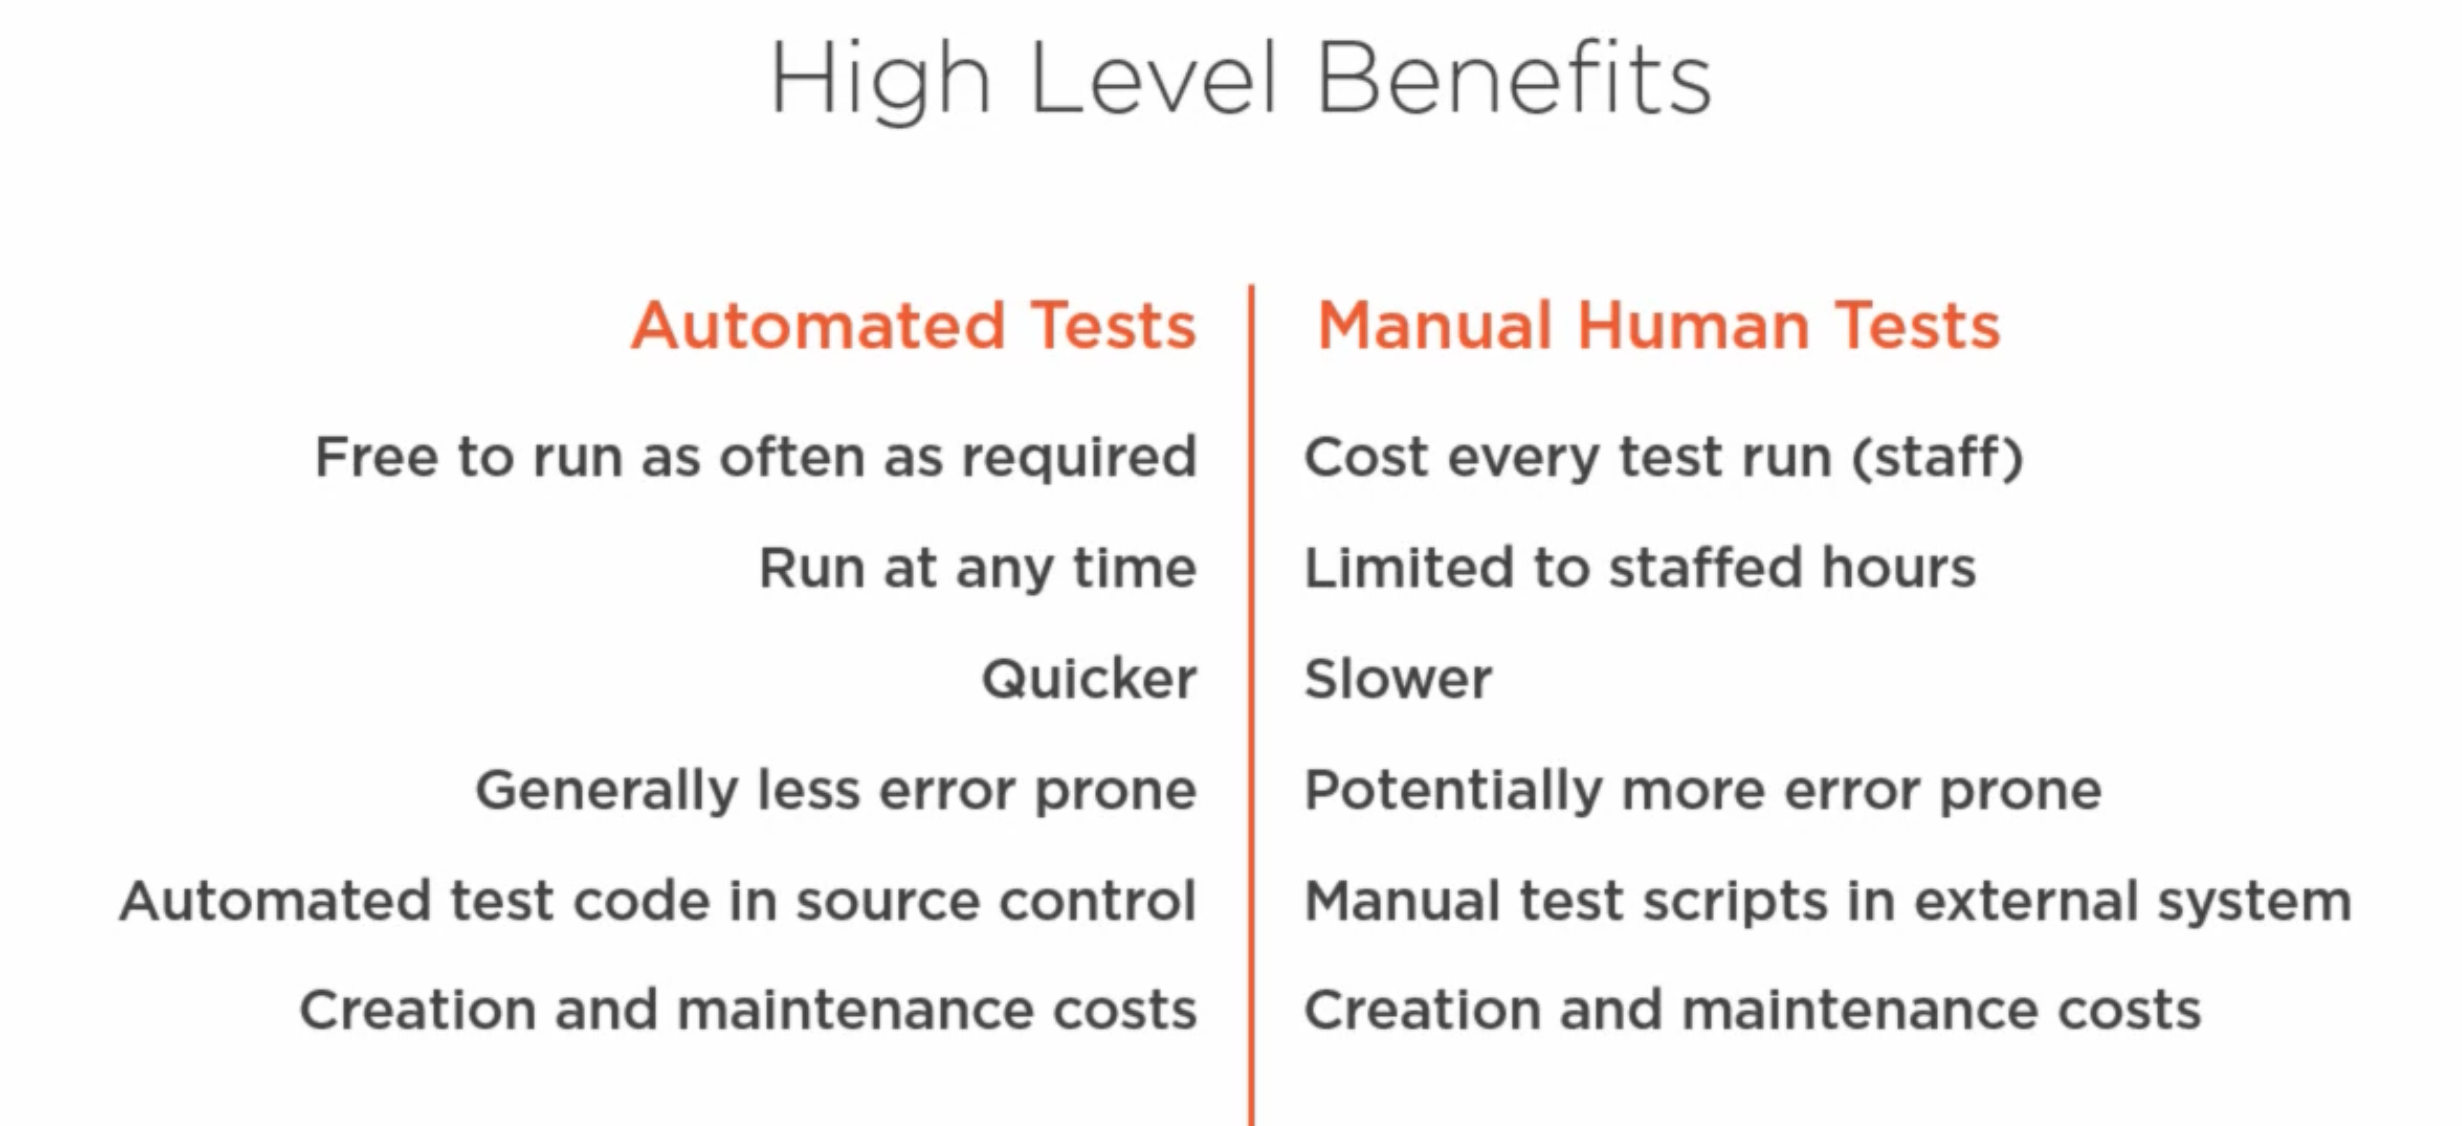 High Level Benefits
Automated Tests
Free to run as often as required
Run at any time
Quicker
Generally less error prone
Automated test code in source control
Creation and maintenance costs
Manual Human Tests
Cost every test run (staff)
Limited to staffed hours
Slower
Potentially more error prone
Manual test scripts in external system
Creation and maintenance costs